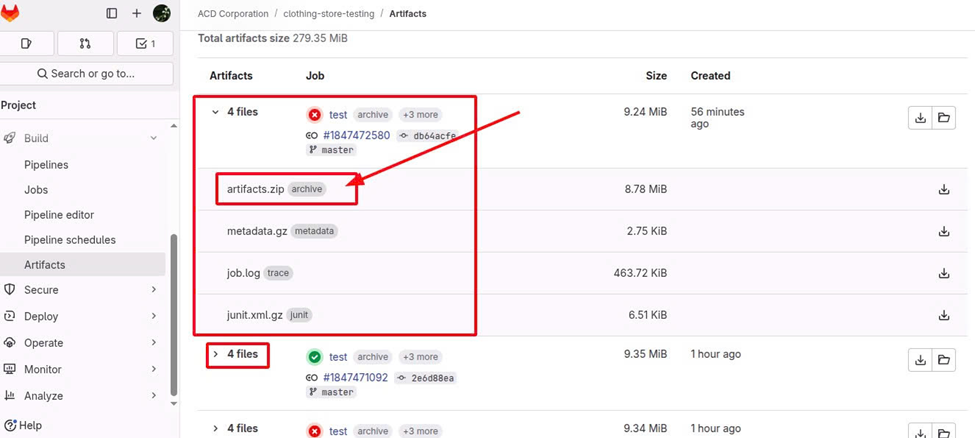 ACD Corporation / clothing-store-testing / Artifacts
Total artifacts size 279.35 MiB
1
Search or go to...
Project
Build
Pipelines
Jobs
Pipeline editor
Pipeline schedules
Artifacts
Secure
Deploy
Operate
Monitor
Analyze
Help
Artifacts Job Size Created
4 files test archive +3 more 9.24 MiB 56 minutes ago
#1847472580 db64acfe
master
artifacts.zip archive 8.78 MiB
metadata.gz metadata 2.75 KiB
job.log trace 463.72 KiB
junit.xml.gz junit 6.51 KiB
4 files test archive +3 more 9.35 MiB 1 hour ago
#1847471092 2e6d88ea
master
4 files test archive +3 more 9.34 MiB 1 hour ago